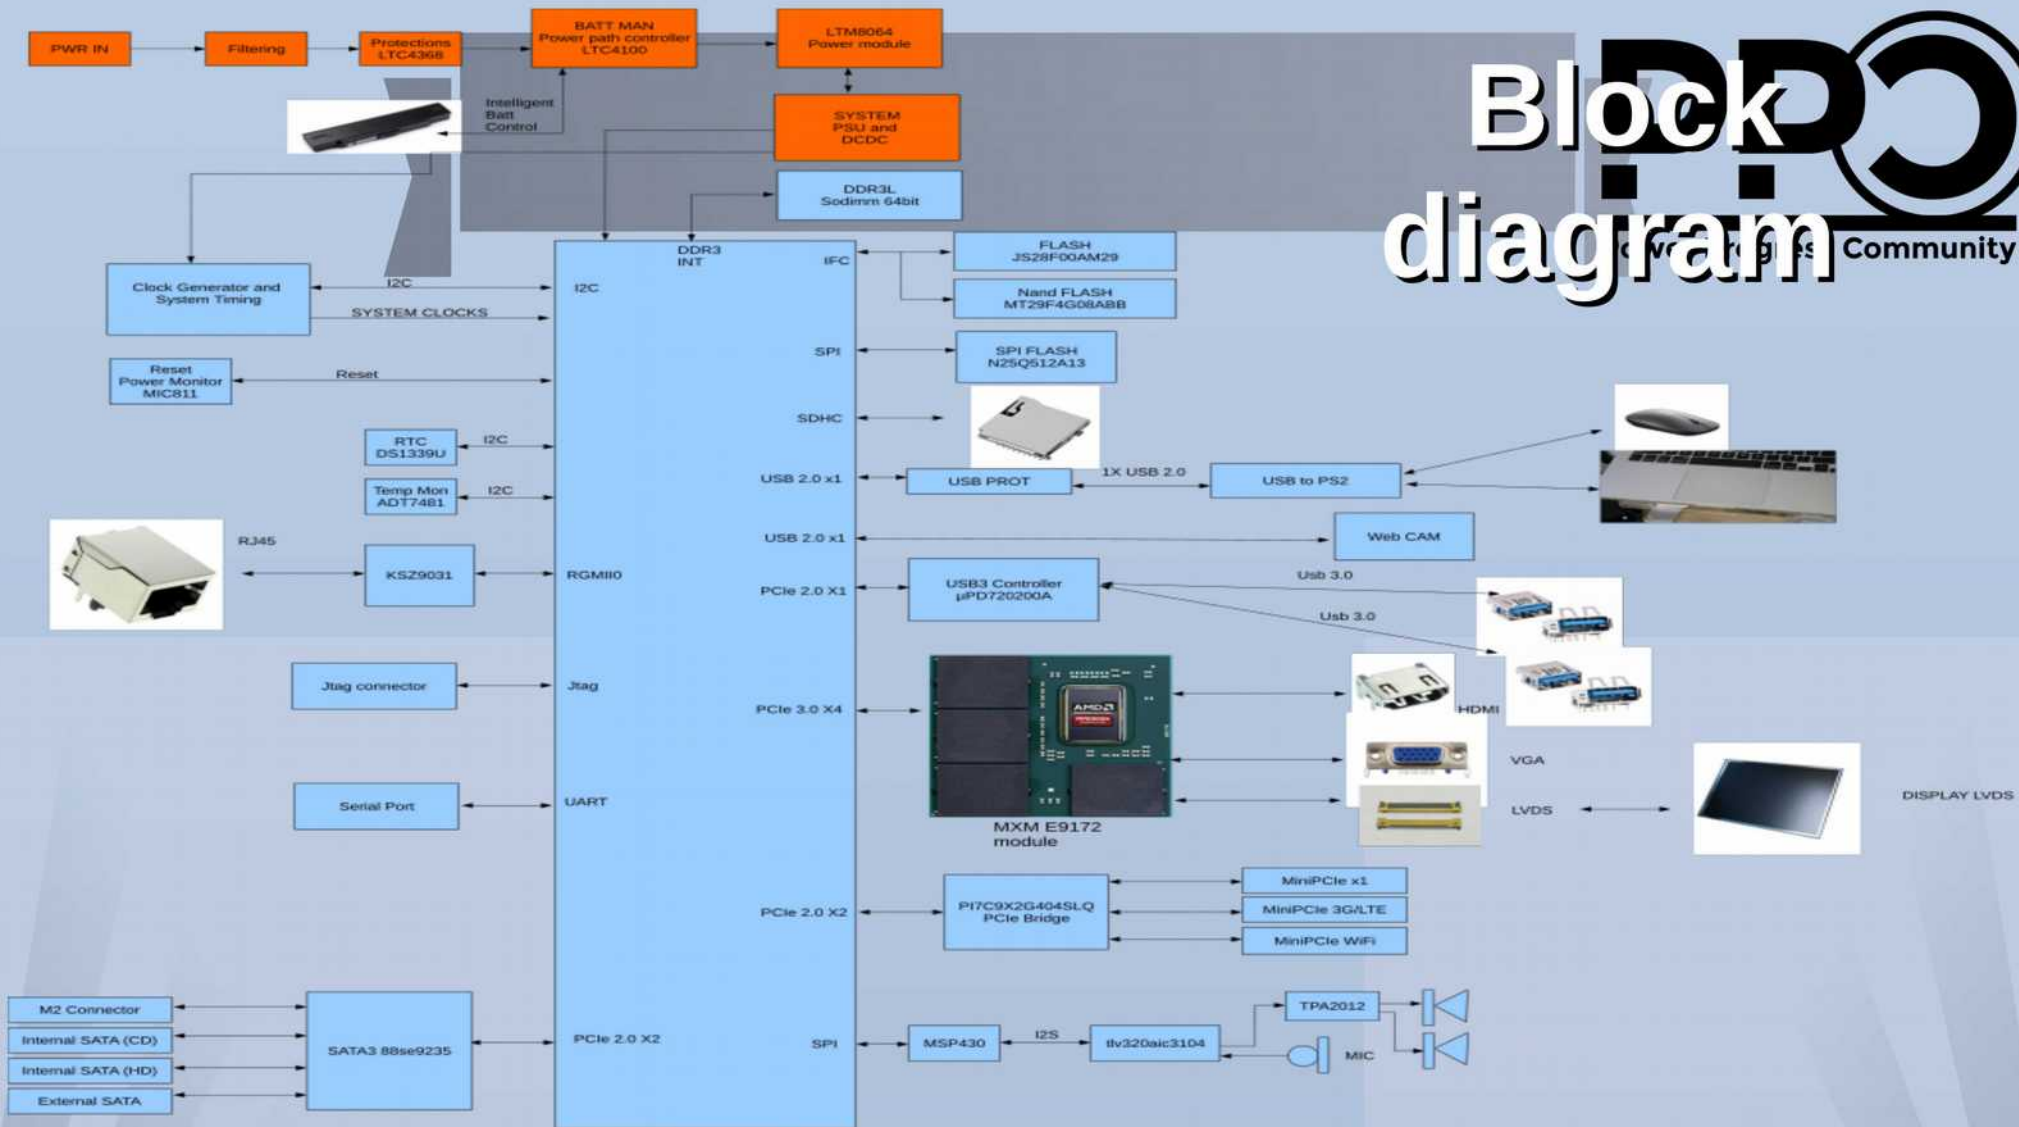 PWR IN
Filtering
Protections
LTC4368
BATT MAN
Power path controller
LTC4100
LTM8064
Power module
Block
diagram
Community
Intelligent
Batt
Control
SYSTEM
PSU and
DCDC
DDR3L
Sodimm 64bit
DDR3
INT
IFC
FLASH
JS28F00AM29
Nand FLASH
MT29F4G08ABB
Clock Generator and
System Timing
I2C
I2C
SYSTEM CLOCKS
SPI
SPI FLASH
N25Q512A13
Reset
Power Monitor
MIC811
Reset
SDHC
RTC
DS1339U
I2C
Temp Mon
ADT7481
I2C
USB 2.0 x1
USB PROT
1X USB 2.0
USB to PS2
USB 2.0 x1
Web CAM
RJ45
KSZ9031
RGMII0
PCIe 2.0 X1
USB3 Controller
µPD720200A
Usb 3.0
Usb 3.0
Jtag connector
Jtag
PCIe 3.0 X4
AMD
MXM E9172
module
HDMI
VGA
LVDS
DISPLAY LVDS
Serial Port
UART
PCIe 2.0 X2
PI7C9X2G404SLQ
PCIe Bridge
MiniPCIe x1
MiniPCIe 3G/LTE
MiniPCIe WiFi
M2 Connector
Internal SATA (CD)
Internal SATA (HD)
External SATA
SATA3 88se9235
PCIe 2.0 X2
SPI
MSP430
I2S
tlv320aic3104
TPA2012
MIC